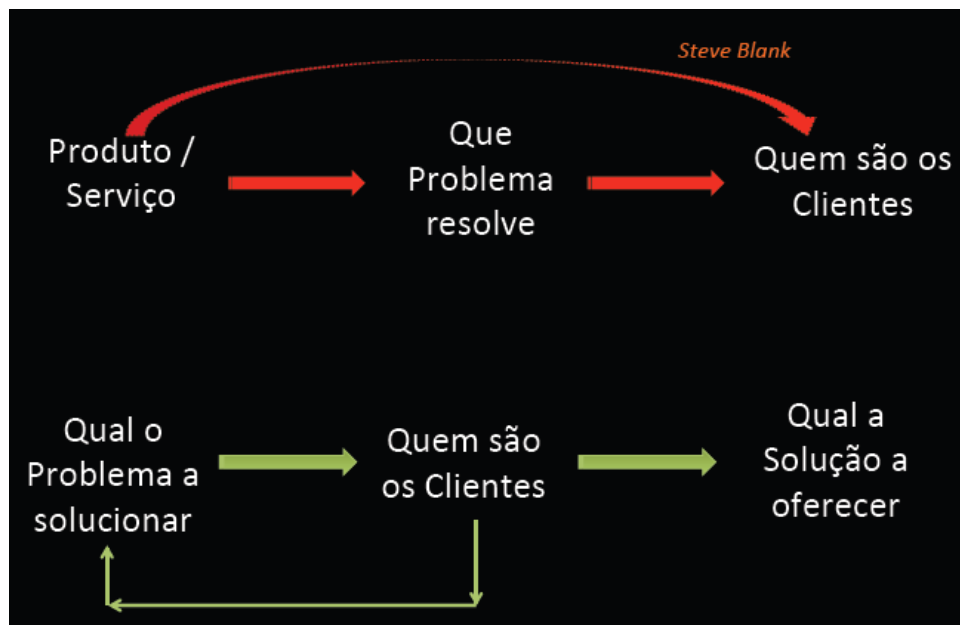 Steve Blank
Produto /
Serviço
Que
Problema
resolve
Quem são os
Clientes
Qual o
Problema a
solucionar
Quem são
os Clientes
Qual a
Solução a
oferecer